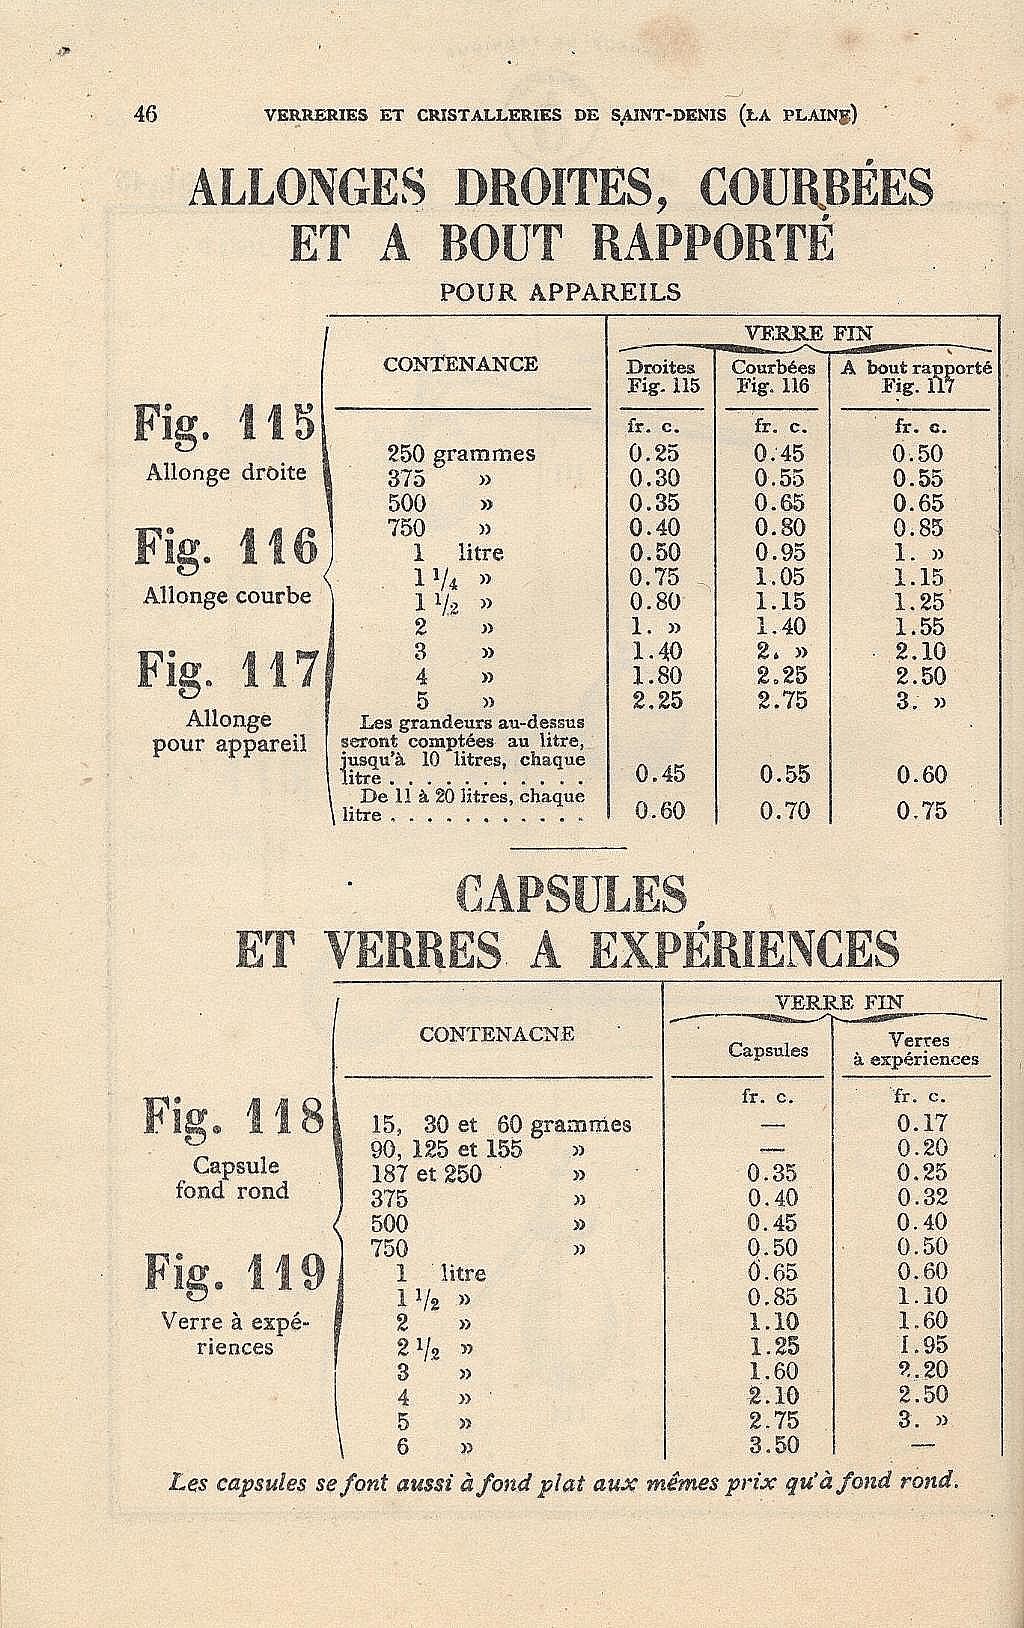 46 VERRERIES ET CRISTALLERIES DE SAINT-DENIS (LA PLAINE)
ALLONGES DROITES, COURBÉES
ET A BOUT RAPPORTÉ
POUR APPAREILS
Fig. 115
Allonge droite
Fig. 116
Allonge courbe
Fig. 117
Allonge
pour appareil
VERRE FIN
CONTENANCE Droites Courbées A bout rapporté
Fig. 115 Fig. 116 Fig. 117
fr. c. fr. c. fr. c.
250 grammes 0.25 0.45 0.50
375 » 0.30 0.55 0.55
500 » 0.35 0.65 0.65
750 » 0.40 0.80 0.85
1 litre 0.50 0.95 1. »
1 1/4 » 0.75 1.05 1.15
1 1/2 » 0.80 1.15 1.25
2 » 1. » 1.40 1.55
3 » 1.40 2. » 2.10
4 » 1.80 2.25 2.50
5 » 2.25 2.75 3. »
Les grandeurs au-dessus
seront comptées au litre,
jusqu'à 10 litres, chaque
litre . . . . . . . . . . . 0.45 0.55 0.60
De 11 à 20 litres, chaque
litre . . . . . . . . . . . 0.60 0.70 0.75
CAPSULES
ET VERRES A EXPÉRIENCES
Fig. 118
Capsule
fond rond
Fig. 119
Verre à expé-
riences
VERRE FIN
CONTENACNE Capsules Verres
à expériences
fr. c. fr. c.
15, 30 et 60 grammes — 0.17
90, 125 et 155 » — 0.20
187 et 250 » 0.35 0.25
375 » 0.40 0.32
500 » 0.45 0.40
750 » 0.50 0.50
1 litre 0.65 0.60
1 1/2 » 0.85 1.10
2 » 1.10 1.60
2 1/2 » 1.25 1.95
3 » 1.60 2.20
4 » 2.10 2.50
5 » 2.75 3. »
6 » 3.50 —
Les capsules se font aussi à fond plat aux mêmes prix qu'à fond rond.